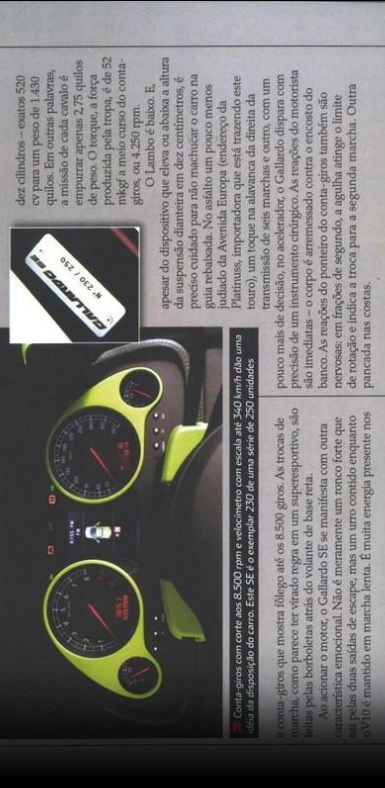 dez cilindros – exatos 520
cv para um peso de 1.430
quilos. Em outras palavras,
a missão de cada cavalo é
empurrar apenas 2,75 quilos
de peso. O torque, a força
produzida pela tropa, é de 52
mkgf a meio curso do conta-
giros, ou 4.250 rpm.
O Lambo é baixo. E,
apesar do dispositivo que eleva ou abaixa a altura
da suspensão dianteira em dez centímetros, é
preciso cuidado para não machucar o carro na
guia rebaixada. No asfalto um pouco menos
judiado da Avenida Europa (endereço da
Platinuss, importadora que está trazendo este
touro), um toque na alavanca da direita da
transmissão de seis marchas e outro, com um
pouco mais de decisão, no acelerador, o Gallardo dispara com
precisão de um instrumento cirúrgico. As reações do motorista
são imediatas – o corpo é arremessado contra o encosto do
banco. As reações do ponteiro do conta-giros também são
nervosas: em frações de segundo, a agulha atinge o limite
de rotação e indica a troca para a segunda marcha. Outra
pancada nas costas.
GALLARDO SE
N° 230 / 250
Conta-giros com corte aos 8.500 rpm e velocímetro com escala até 340 km/h dão uma
idéia da disposição do carro. Este SE é o exemplar 230 de uma série de 250 unidades
e conta-giros que mostra fôlego até os 8.500 giros. As trocas de
marcha, como parece ter virado regra em um superesportivo, são
feitas pelas borboletas atrás do volante de base reta.
Ao acionar o motor, o Gallardo SE se manifesta com outra
característica emocional. Não é meramente um ronco forte que
sai pelas duas saídas de escape, mas um urro contido enquanto
o V10 é mantido em marcha lenta. É muita energia presente nos